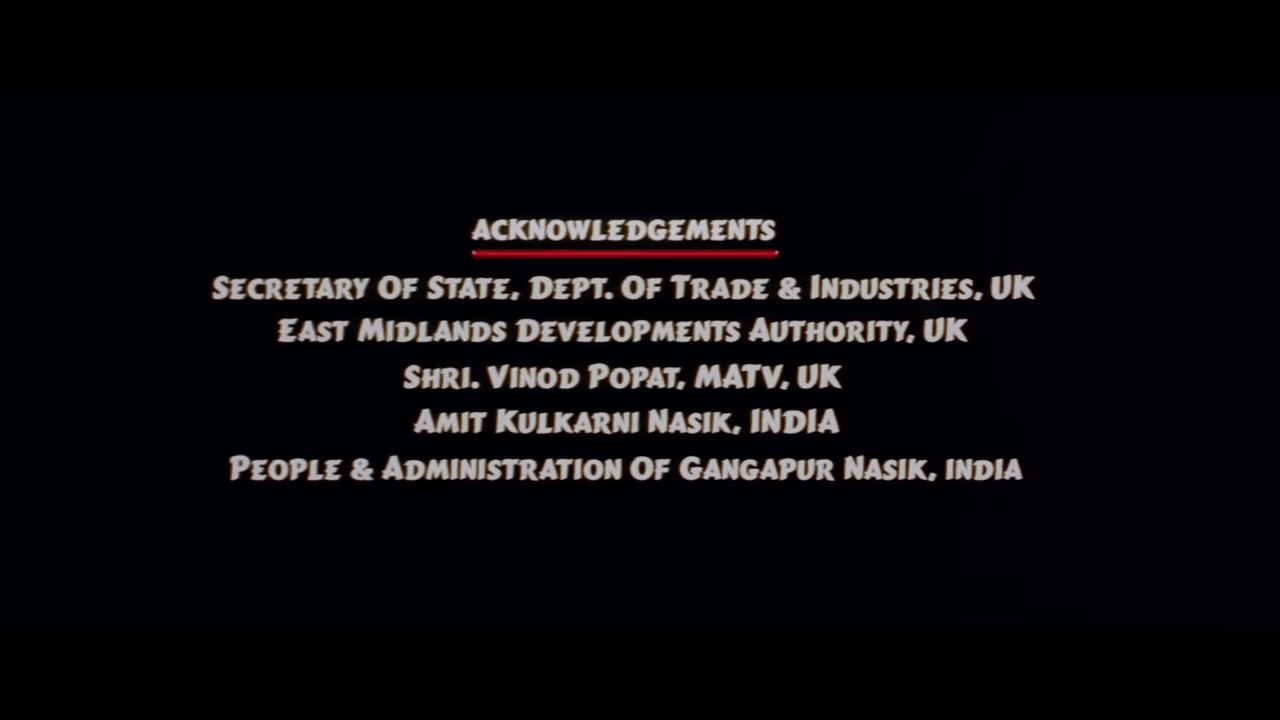 ACKNOWLEDGEMENTS
SECRETARY OF STATE, DEPT. OF TRADE & INDUSTRIES, UK
EAST MIDLANDS DEVELOPMENTS AUTHORITY, UK
SHRI. VINOD POPAT, MATV, UK
AMIT KULKARNI NASIK, INDIA
PEOPLE & ADMINISTRATION OF GANGAPUR NASIK, INDIA